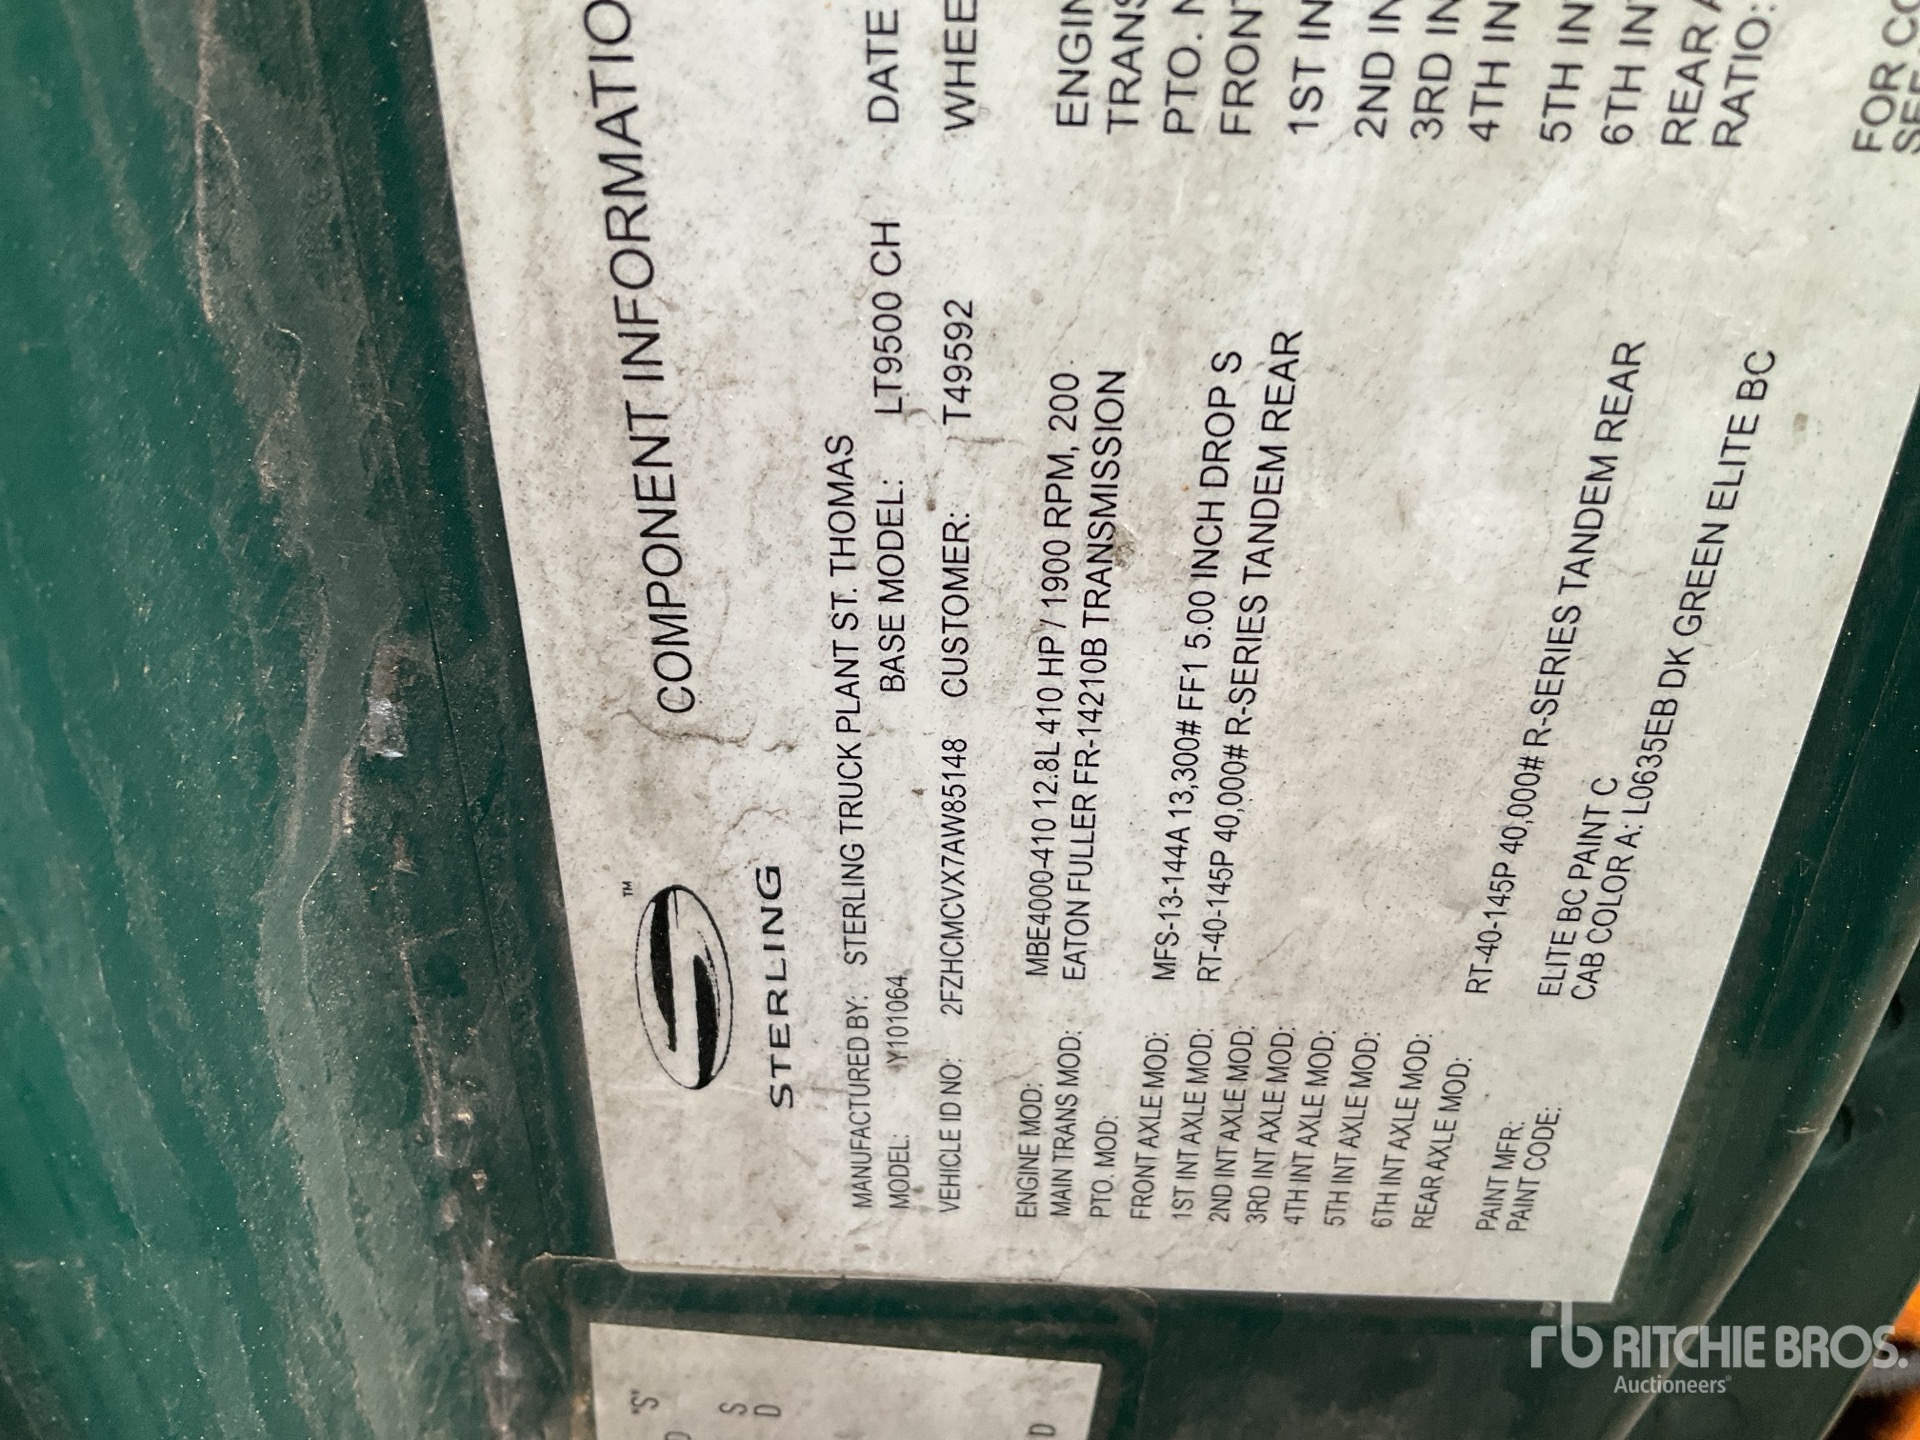 COMPONENT INFORMATIO
™
STERLING
MANUFACTURED BY: STERLING TRUCK PLANT ST. THOMAS
MODEL: Y101064 BASE MODEL: LT9500 CH DATE
VEHICLE ID NO: 2FZHCMCVX7AW85148 CUSTOMER: T49592 WHEE
ENGINE MOD: MBE4000-410 12.8L 410 HP / 1900 RPM, 200 ENGIN
MAIN TRANS MOD: EATON FULLER FR-14210B TRANSMISSION TRANS
PTO. MOD: PTO. M
FRONT AXLE MOD: MFS-13-144A 13,300# FF1 5.00 INCH DROP S FRONT
1ST INT AXLE MOD: RT-40-145P 40,000# R-SERIES TANDEM REAR 1ST IN
2ND INT AXLE MOD: 2ND IN
3RD INT AXLE MOD: 3RD IN
4TH INT AXLE MOD: 4TH IN
5TH INT AXLE MOD: 5TH INT
6TH INT AXLE MOD: 6TH INT
REAR AXLE MOD: RT-40-145P 40,000# R-SERIES TANDEM REAR REAR A
RATIO:
PAINT MFR: ELITE BC PAINT C
PAINT CODE: CAB COLOR A: L0635EB DK GREEN ELITE BC
FOR CO
"S"
S
D
D
rb RITCHIE BROS.
Auctioneers